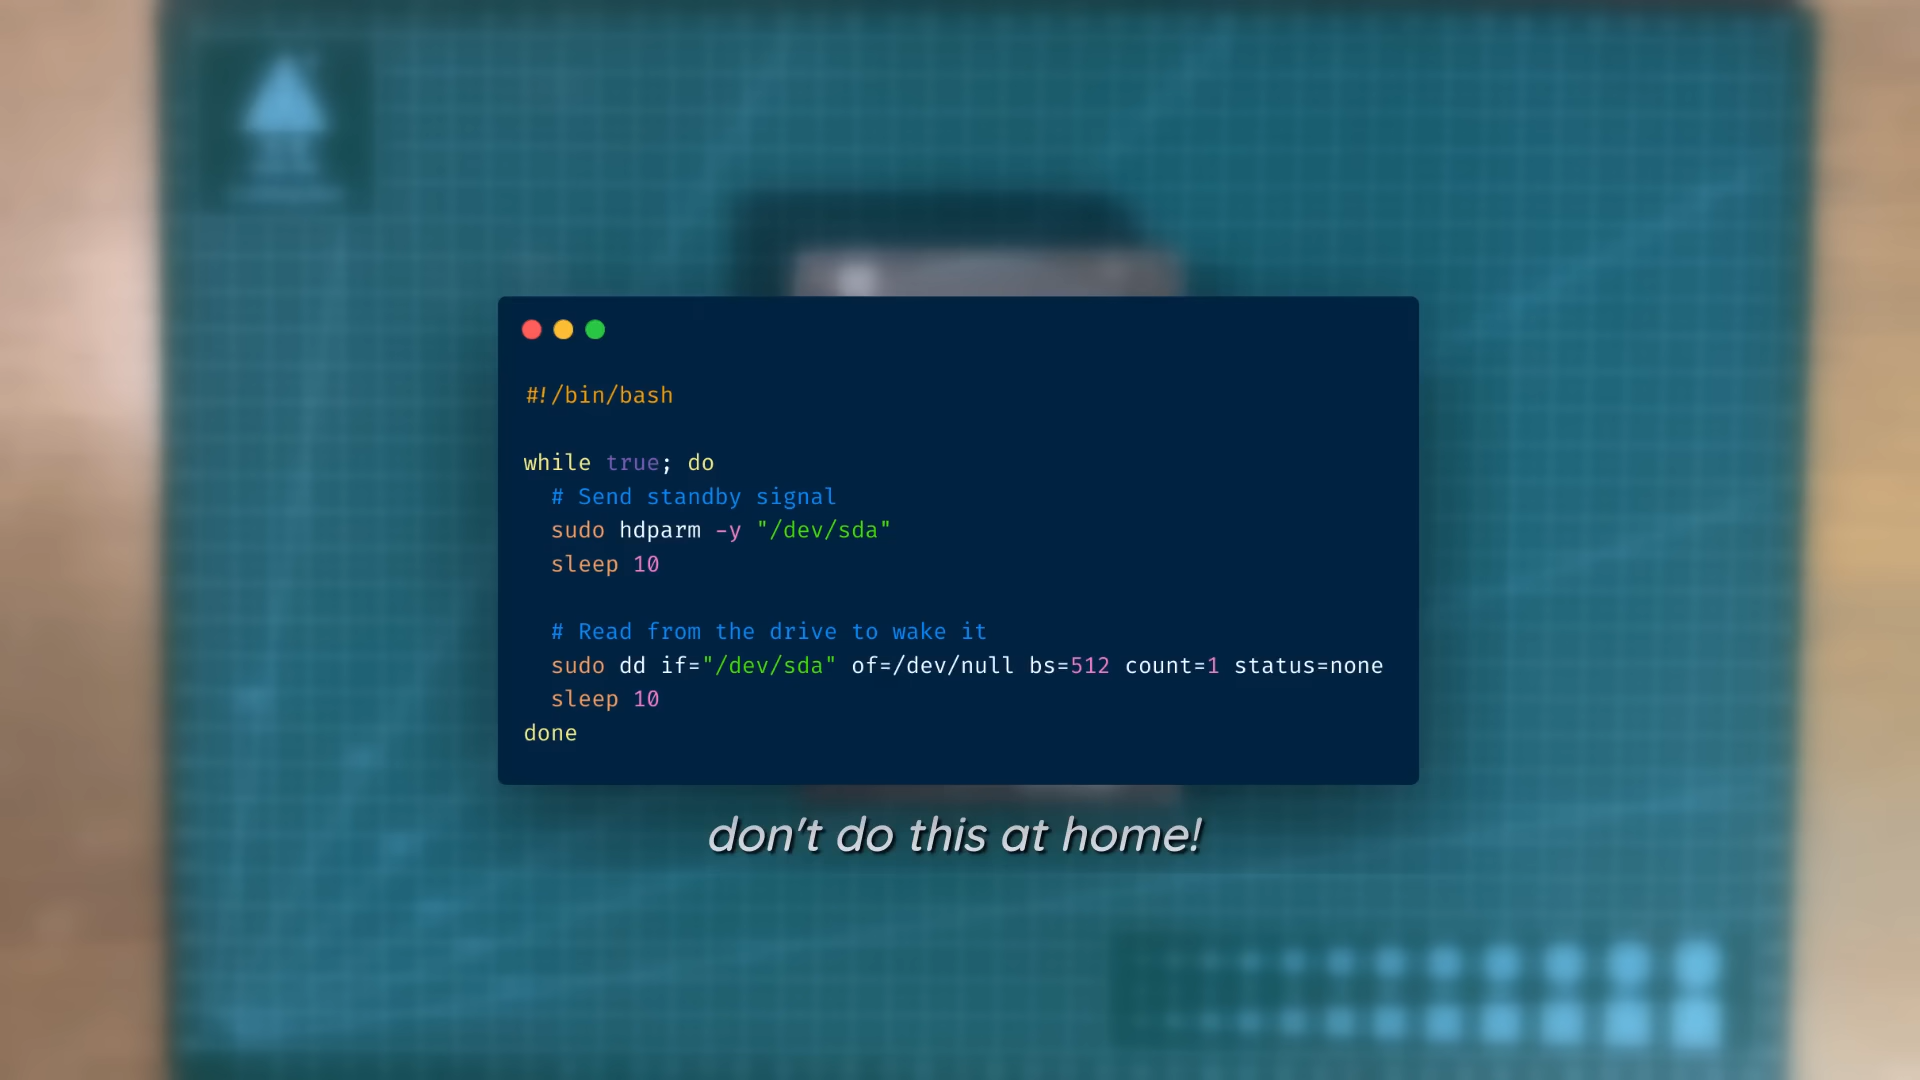 #!/bin/bash
while true; do
# Send standby signal
sudo hdparm -y "/dev/sda"
sleep 10
# Read from the drive to wake it
sudo dd if="/dev/sda" of=/dev/null bs=512 count=1 status=none
sleep 10
done
don't do this at home!